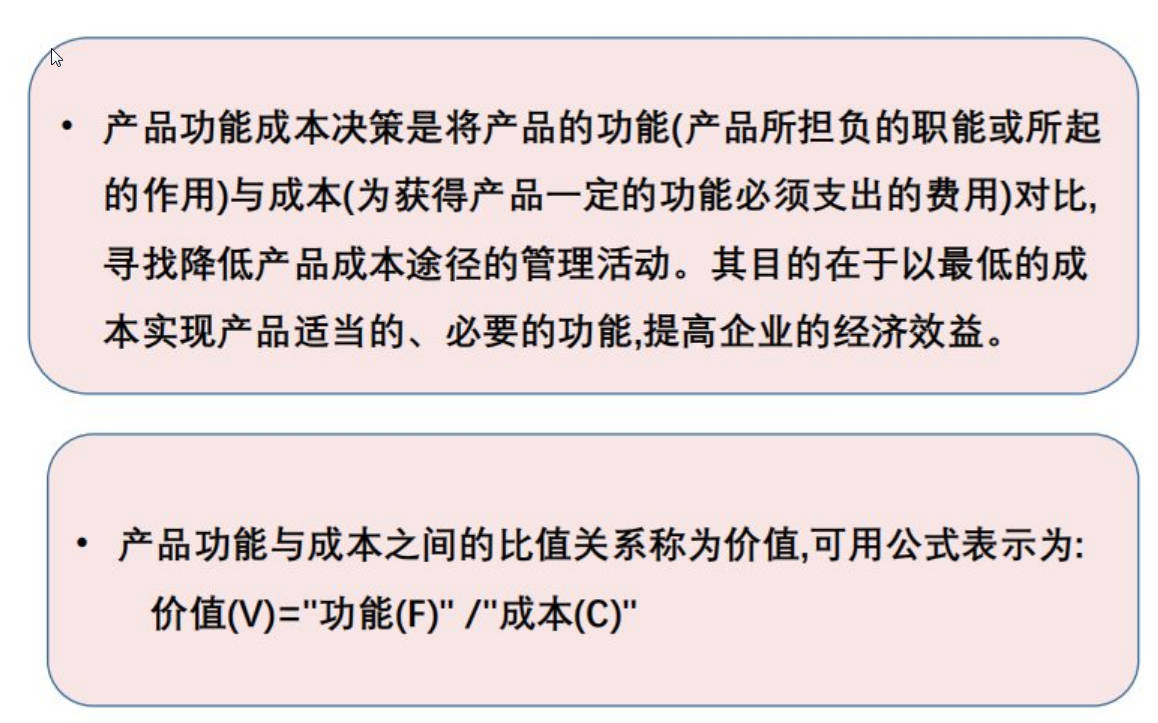 • 产品功能成本决策是将产品的功能(产品所担负的职能或所起
的作用)与成本(为获得产品一定的功能必须支出的费用)对比,
寻找降低产品成本途径的管理活动。其目的在于以最低的成
本实现产品适当的、必要的功能,提高企业的经济效益。
• 产品功能与成本之间的比值关系称为价值,可用公式表示为:
价值(V)="功能(F)" /"成本(C)"